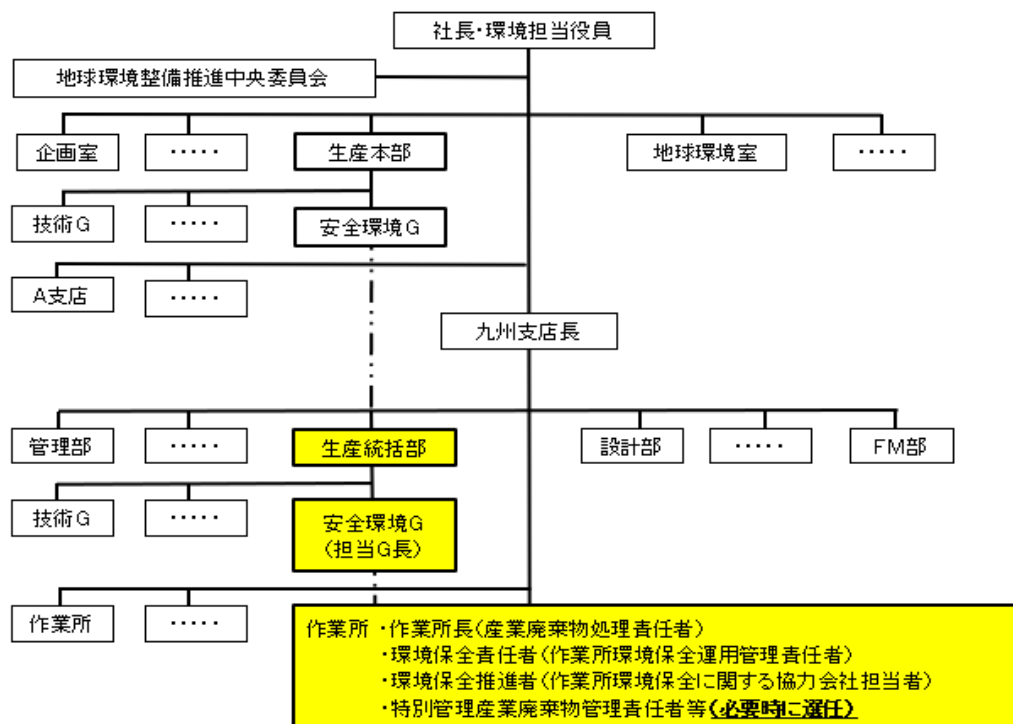 社長・環境担当役員
地球環境整備推進中央委員会
企画室
・・・・・
生産本部
地球環境室
・・・・・
技術G
・・・・・
安全環境G
A支店
・・・・・
九州支店長
管理部
・・・・・
生産統括部
設計部
・・・・・
FM部
技術G
・・・・・
安全環境G
(担当G長)
作業所
・・・・・
作業所 ・作業所長(産業廃棄物処理責任者)
・環境保全責任者(作業所環境保全運用管理責任者)
・環境保全推進者(作業所環境保全に関する協力会社担当者)
・特別管理産業廃棄物管理責任者等(必要時に選任)